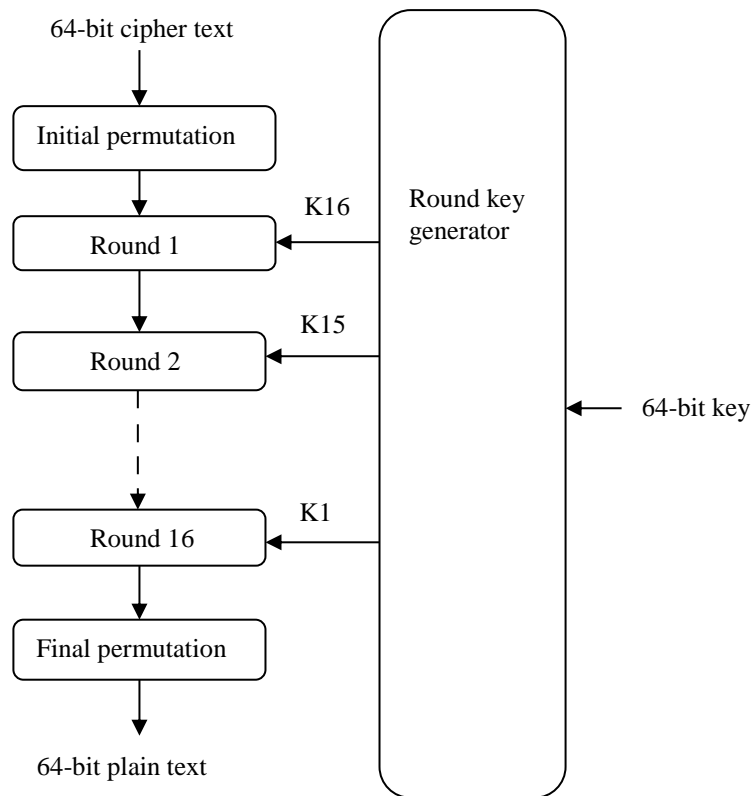 64-bit cipher text
Initial permutation
K16
Round key
generator
Round 1
K15
Round 2
64-bit key
K1
Round 16
Final permutation
64-bit plain text